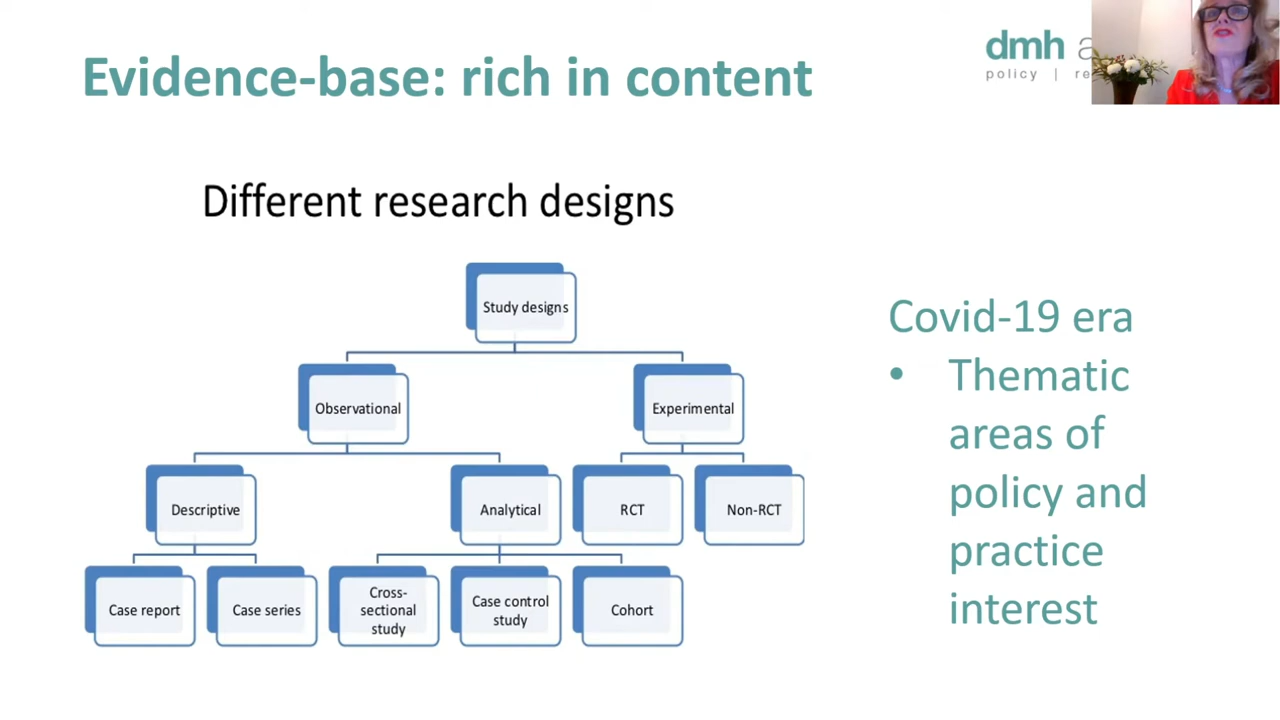 Evidence-base: rich in content
dmh
policy |
Different research designs
Study designs
Observational
Experimental
Descriptive
Analytical
RCT
Non-RCT
Case report
Case series
Cross-
sectional
study
Case control
study
Cohort
Covid-19 era
• Thematic
areas of
policy and
practice
interest